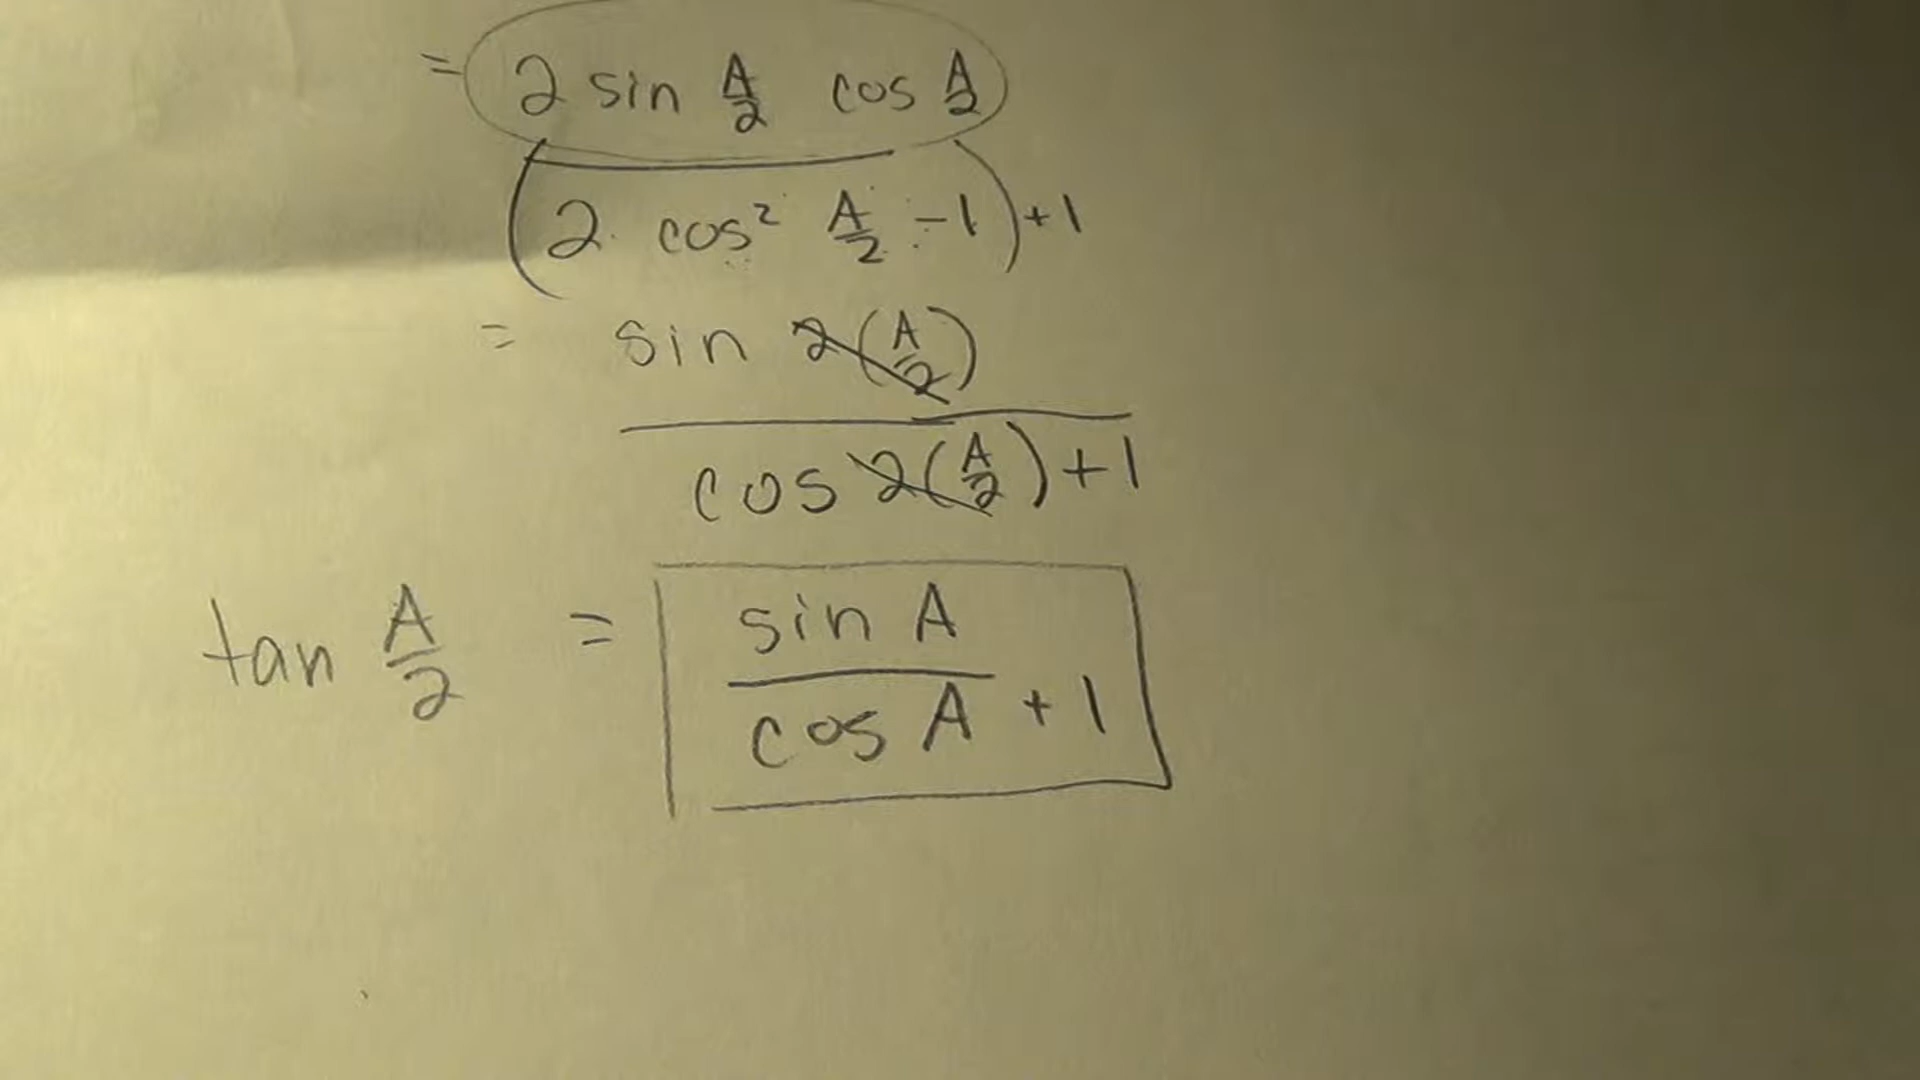 = 2 sin A/2 cos A/2
(2 cos² A/2 - 1) + 1
= sin 2(A/2)
cos 2(A/2) + 1
tan A/2 = sin A
cos A + 1